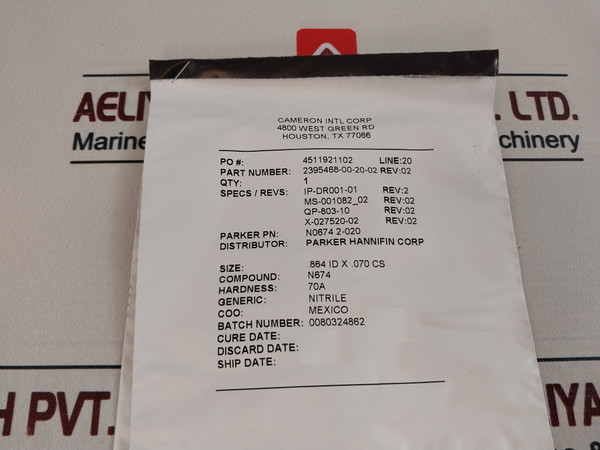 AELIY LTD.
Marine achinery
CAMERON INTL CORP
4800 WEST GREEN RD
HOUSTON, TX 77066
PO #: 4511921102 LINE:20
PART NUMBER: 2395468-00-20-02 REV:02
QTY: 1
SPECS / REVS: IP-DR001-01 REV:2
MS-001082_02 REV:02
QP-803-10 REV:02
X-027520-02 REV:02
PARKER PN: N0674 2-020
DISTRIBUTOR: PARKER HANNIFIN CORP
SIZE: .864 ID X .070 CS
COMPOUND: N674
HARDNESS: 70A
GENERIC: NITRILE
COO: MEXICO
BATCH NUMBER: 0080324862
CURE DATE:
DISCARD DATE:
SHIP DATE:
H PVT. IYA
&